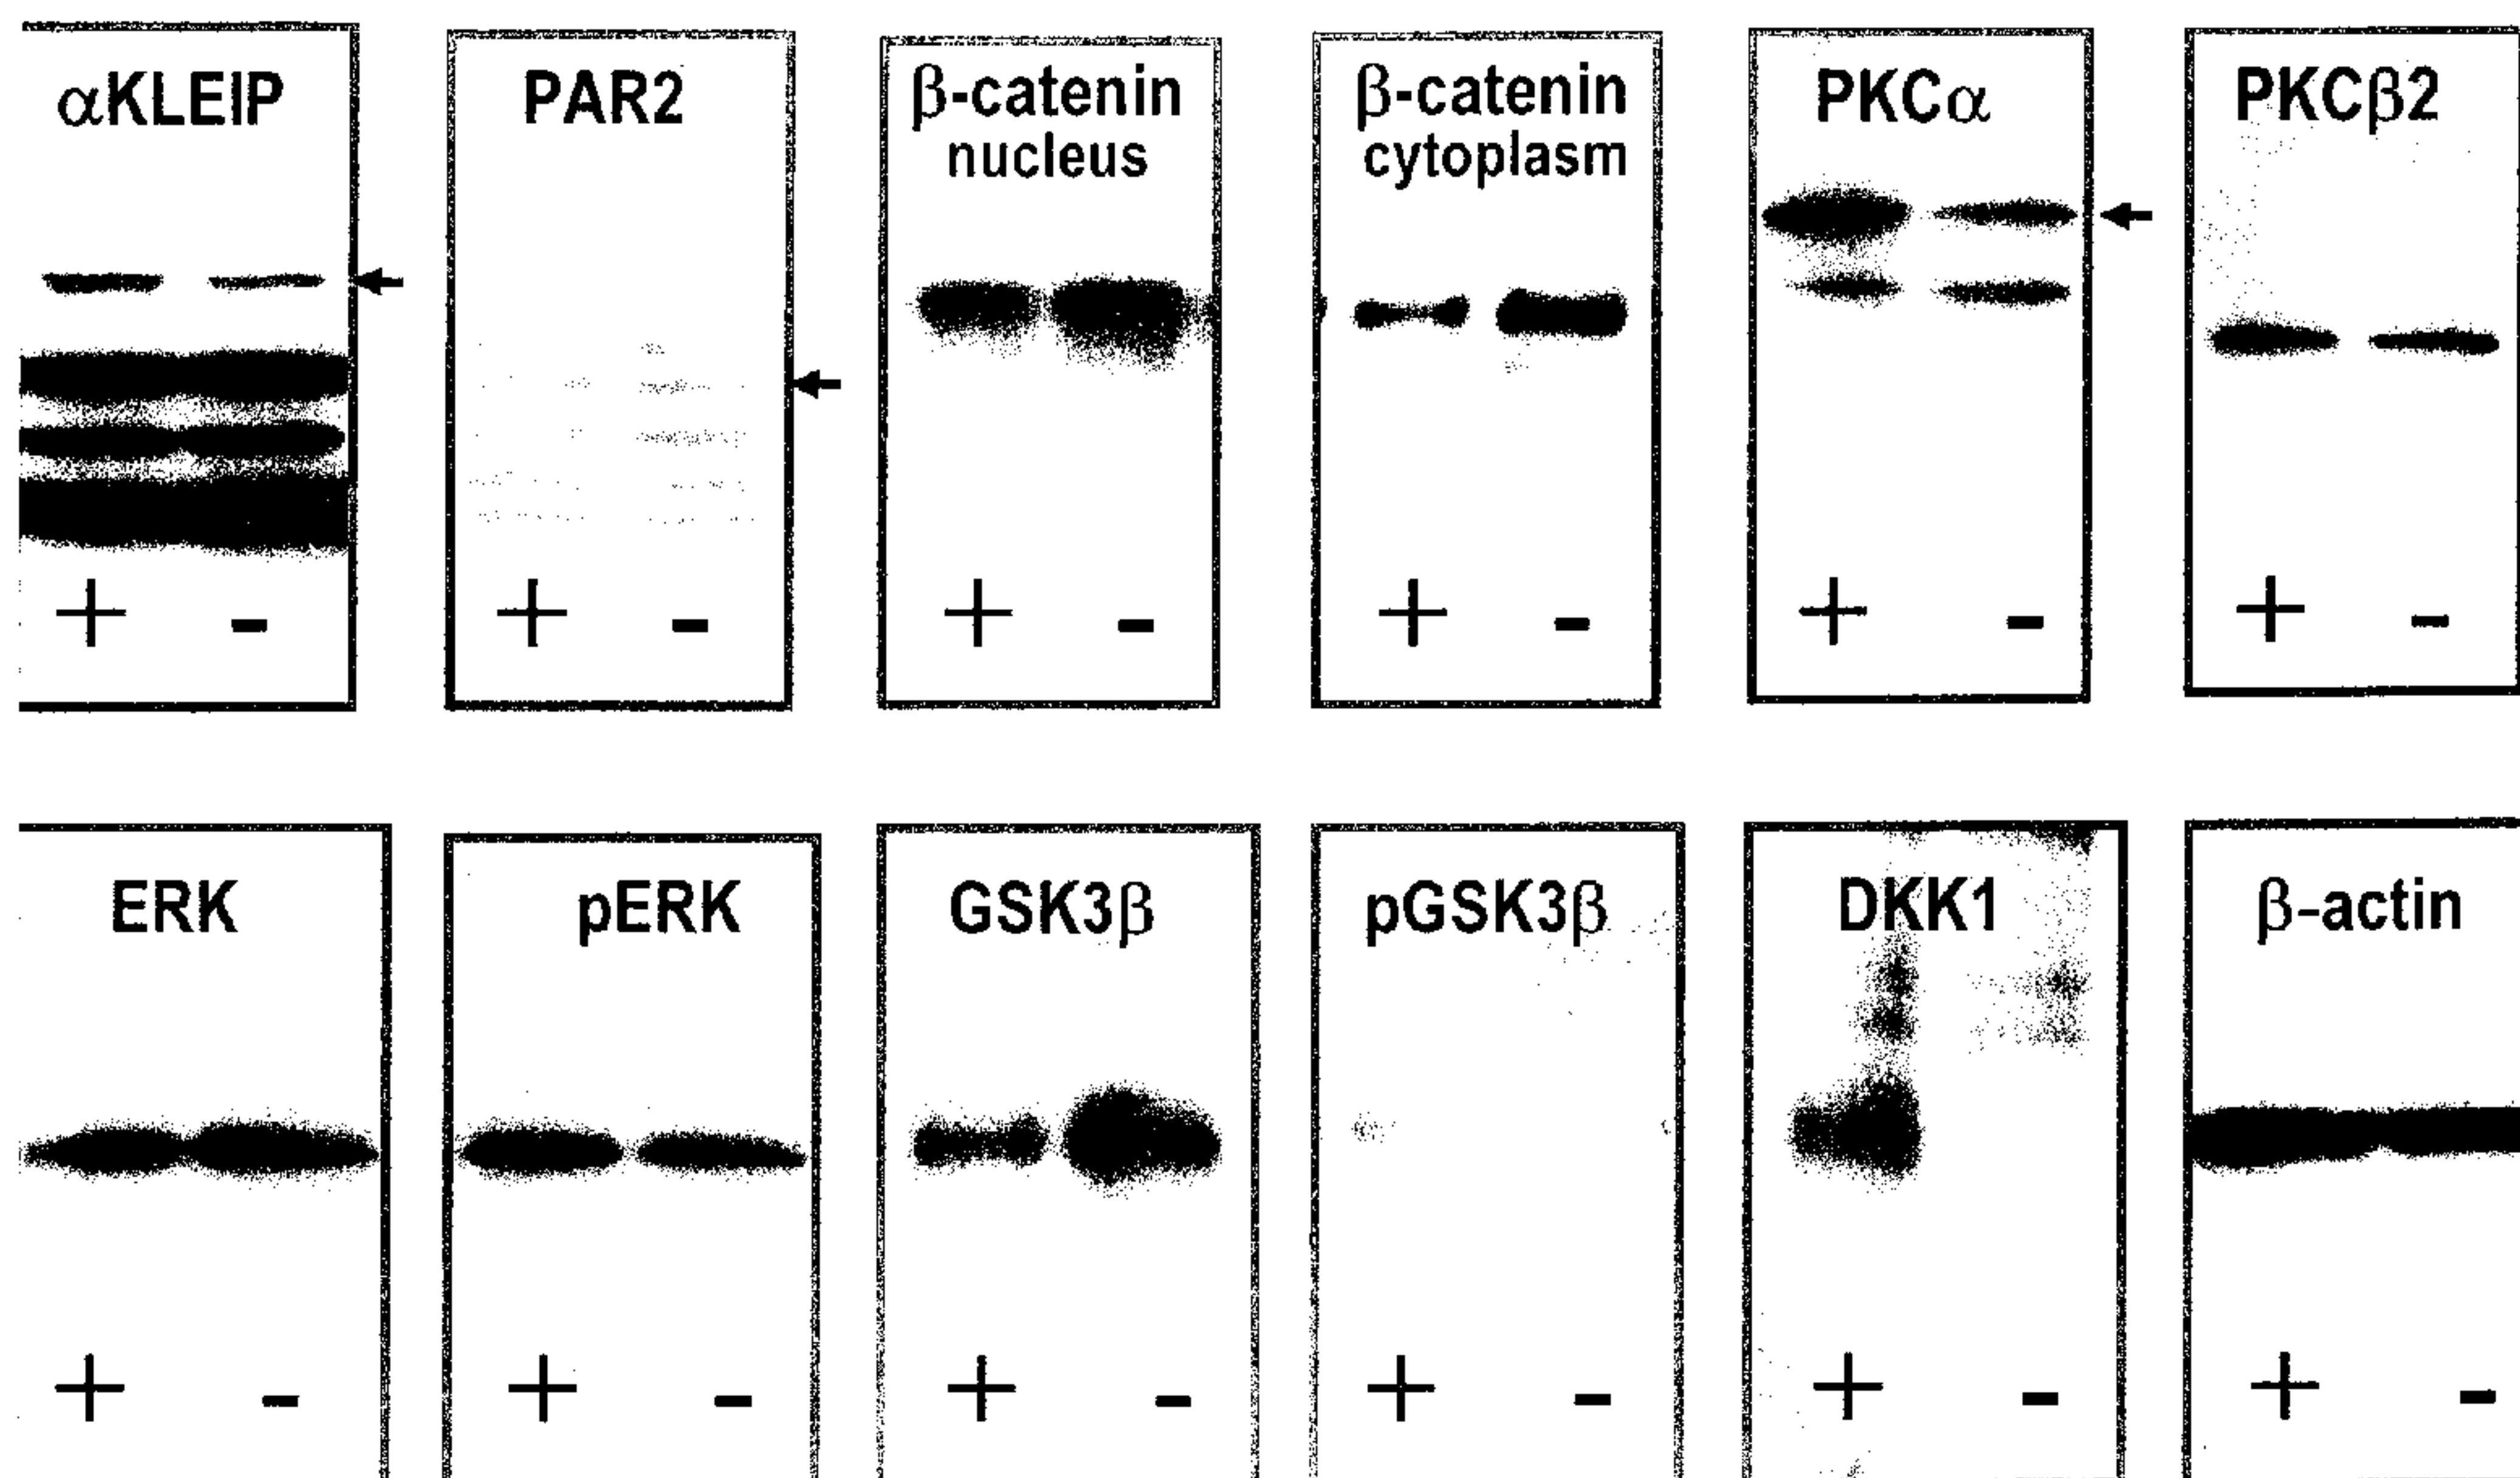 αKLEIP
+ -
PAR2
+ -
β-catenin
nucleus
+ -
β-catenin
cytoplasm
+ -
PKCα
+ -
PKCβ2
+ -
ERK
+ -
pERK
+ -
GSK3β
+ -
pGSK3β
+ -
DKK1
+ -
β-actin
+ -